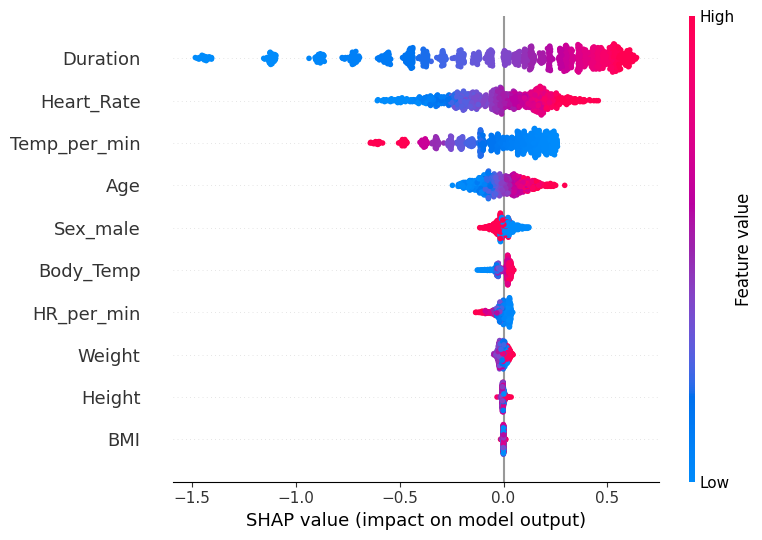 High
Duration
Heart_Rate
Temp_per_min
Age
Sex_male
Body_Temp
HR_per_min
Weight
Height
BMI
Feature value
Low
−1.5 −1.0 −0.5 0.0 0.5
SHAP value (impact on model output)